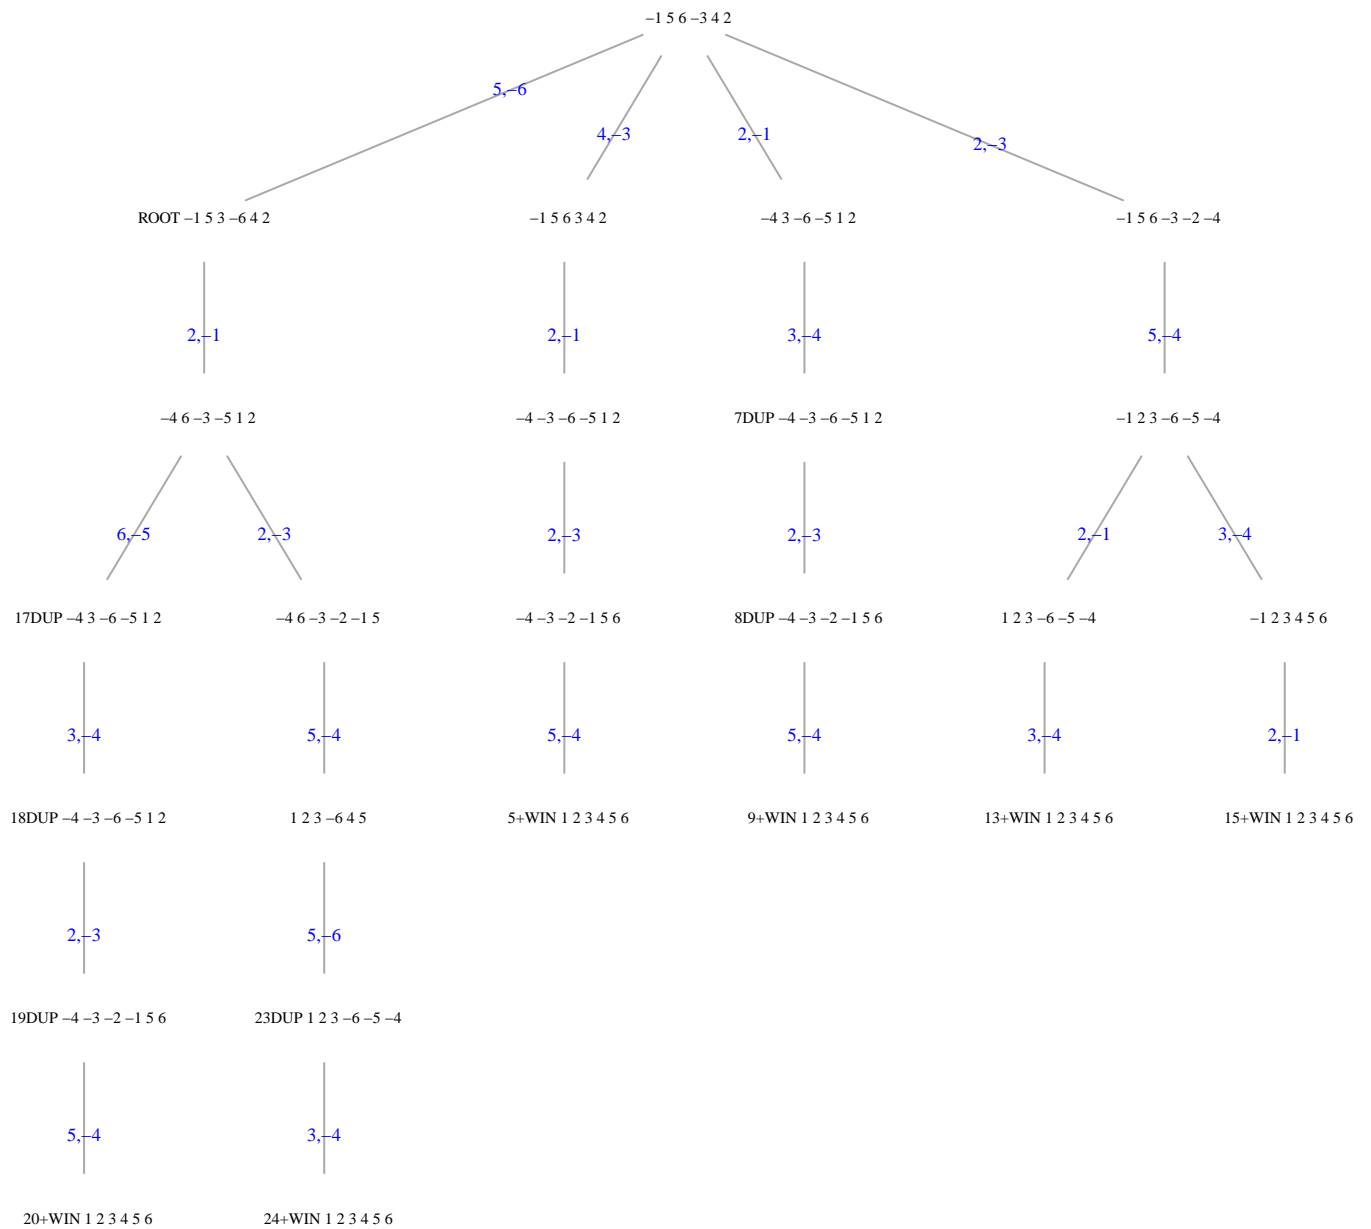 −1 5 6 −3 4 2
5,−6
4,−3
2,−1
2,−3
ROOT −1 5 3 −6 4 2
−1 5 6 3 4 2
−4 3 −6 −5 1 2
−1 5 6 −3 −2 −4
2,−1
2,−1
3,−4
5,−4
−4 6 −3 −5 1 2
−4 −3 −6 −5 1 2
7DUP −4 −3 −6 −5 1 2
−1 2 3 −6 −5 −4
6,−5
2,−3
2,−3
2,−3
2,−1
3,−4
17DUP −4 3 −6 −5 1 2
−4 6 −3 −2 −1 5
−4 −3 −2 −1 5 6
8DUP −4 −3 −2 −1 5 6
1 2 3 −6 −5 −4
−1 2 3 4 5 6
3,−4
5,−4
5,−4
5,−4
3,−4
2,−1
18DUP −4 −3 −6 −5 1 2
1 2 3 −6 4 5
5+WIN 1 2 3 4 5 6
9+WIN 1 2 3 4 5 6
13+WIN 1 2 3 4 5 6
15+WIN 1 2 3 4 5 6
2,−3
5,−6
19DUP −4 −3 −2 −1 5 6
23DUP 1 2 3 −6 −5 −4
5,−4
3,−4
20+WIN 1 2 3 4 5 6
24+WIN 1 2 3 4 5 6